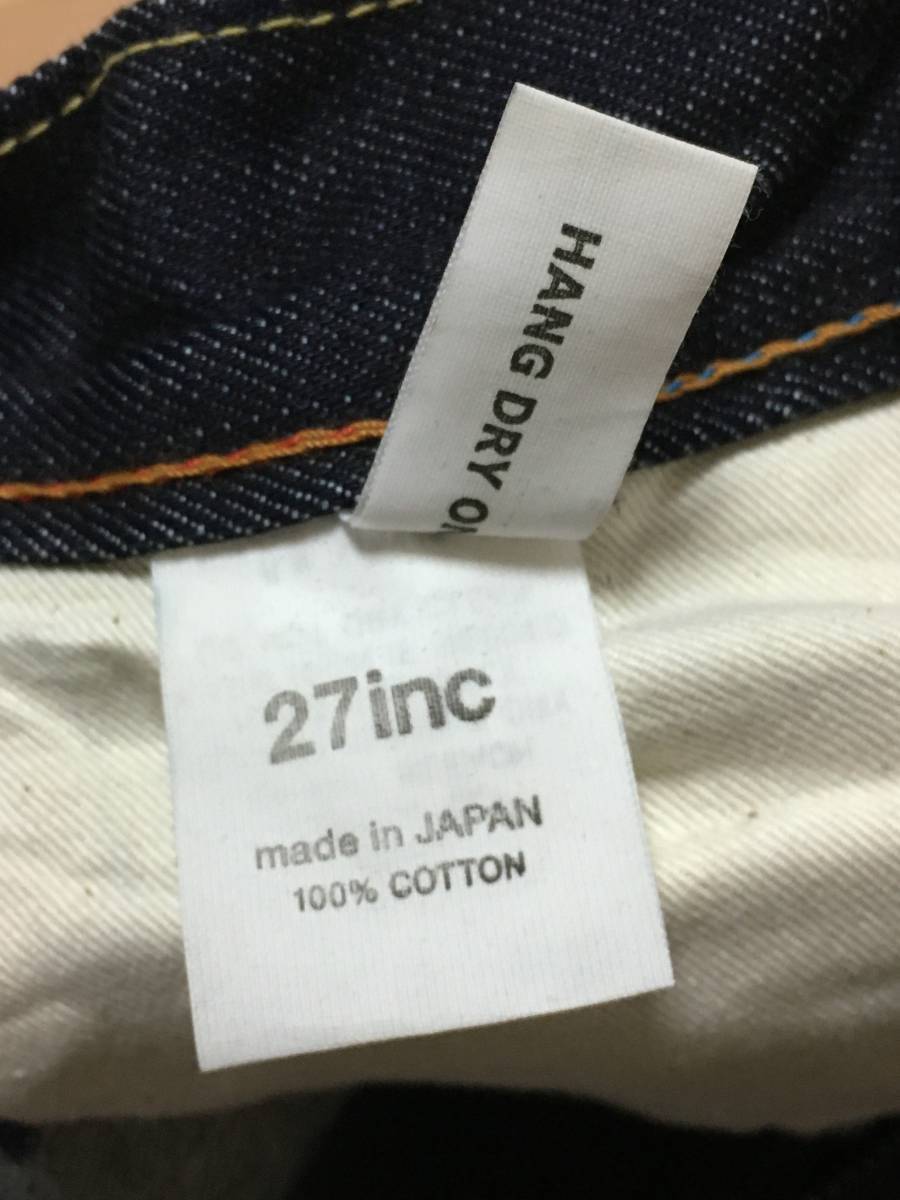 HANG DRY
27inc
made in JAPAN
100% COTTON